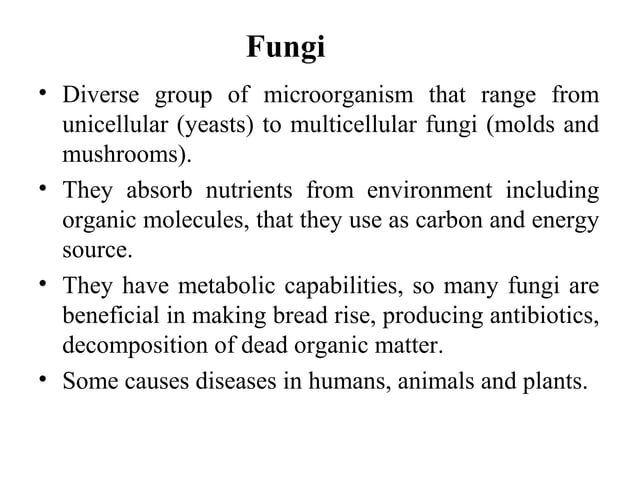 Fungi
• Diverse group of microorganism that range from
unicellular (yeasts) to multicellular fungi (molds and
mushrooms).
• They absorb nutrients from environment including
organic molecules, that they use as carbon and energy
source.
• They have metabolic capabilities, so many fungi are
beneficial in making bread rise, producing antibiotics,
decomposition of dead organic matter.
• Some causes diseases in humans, animals and plants.